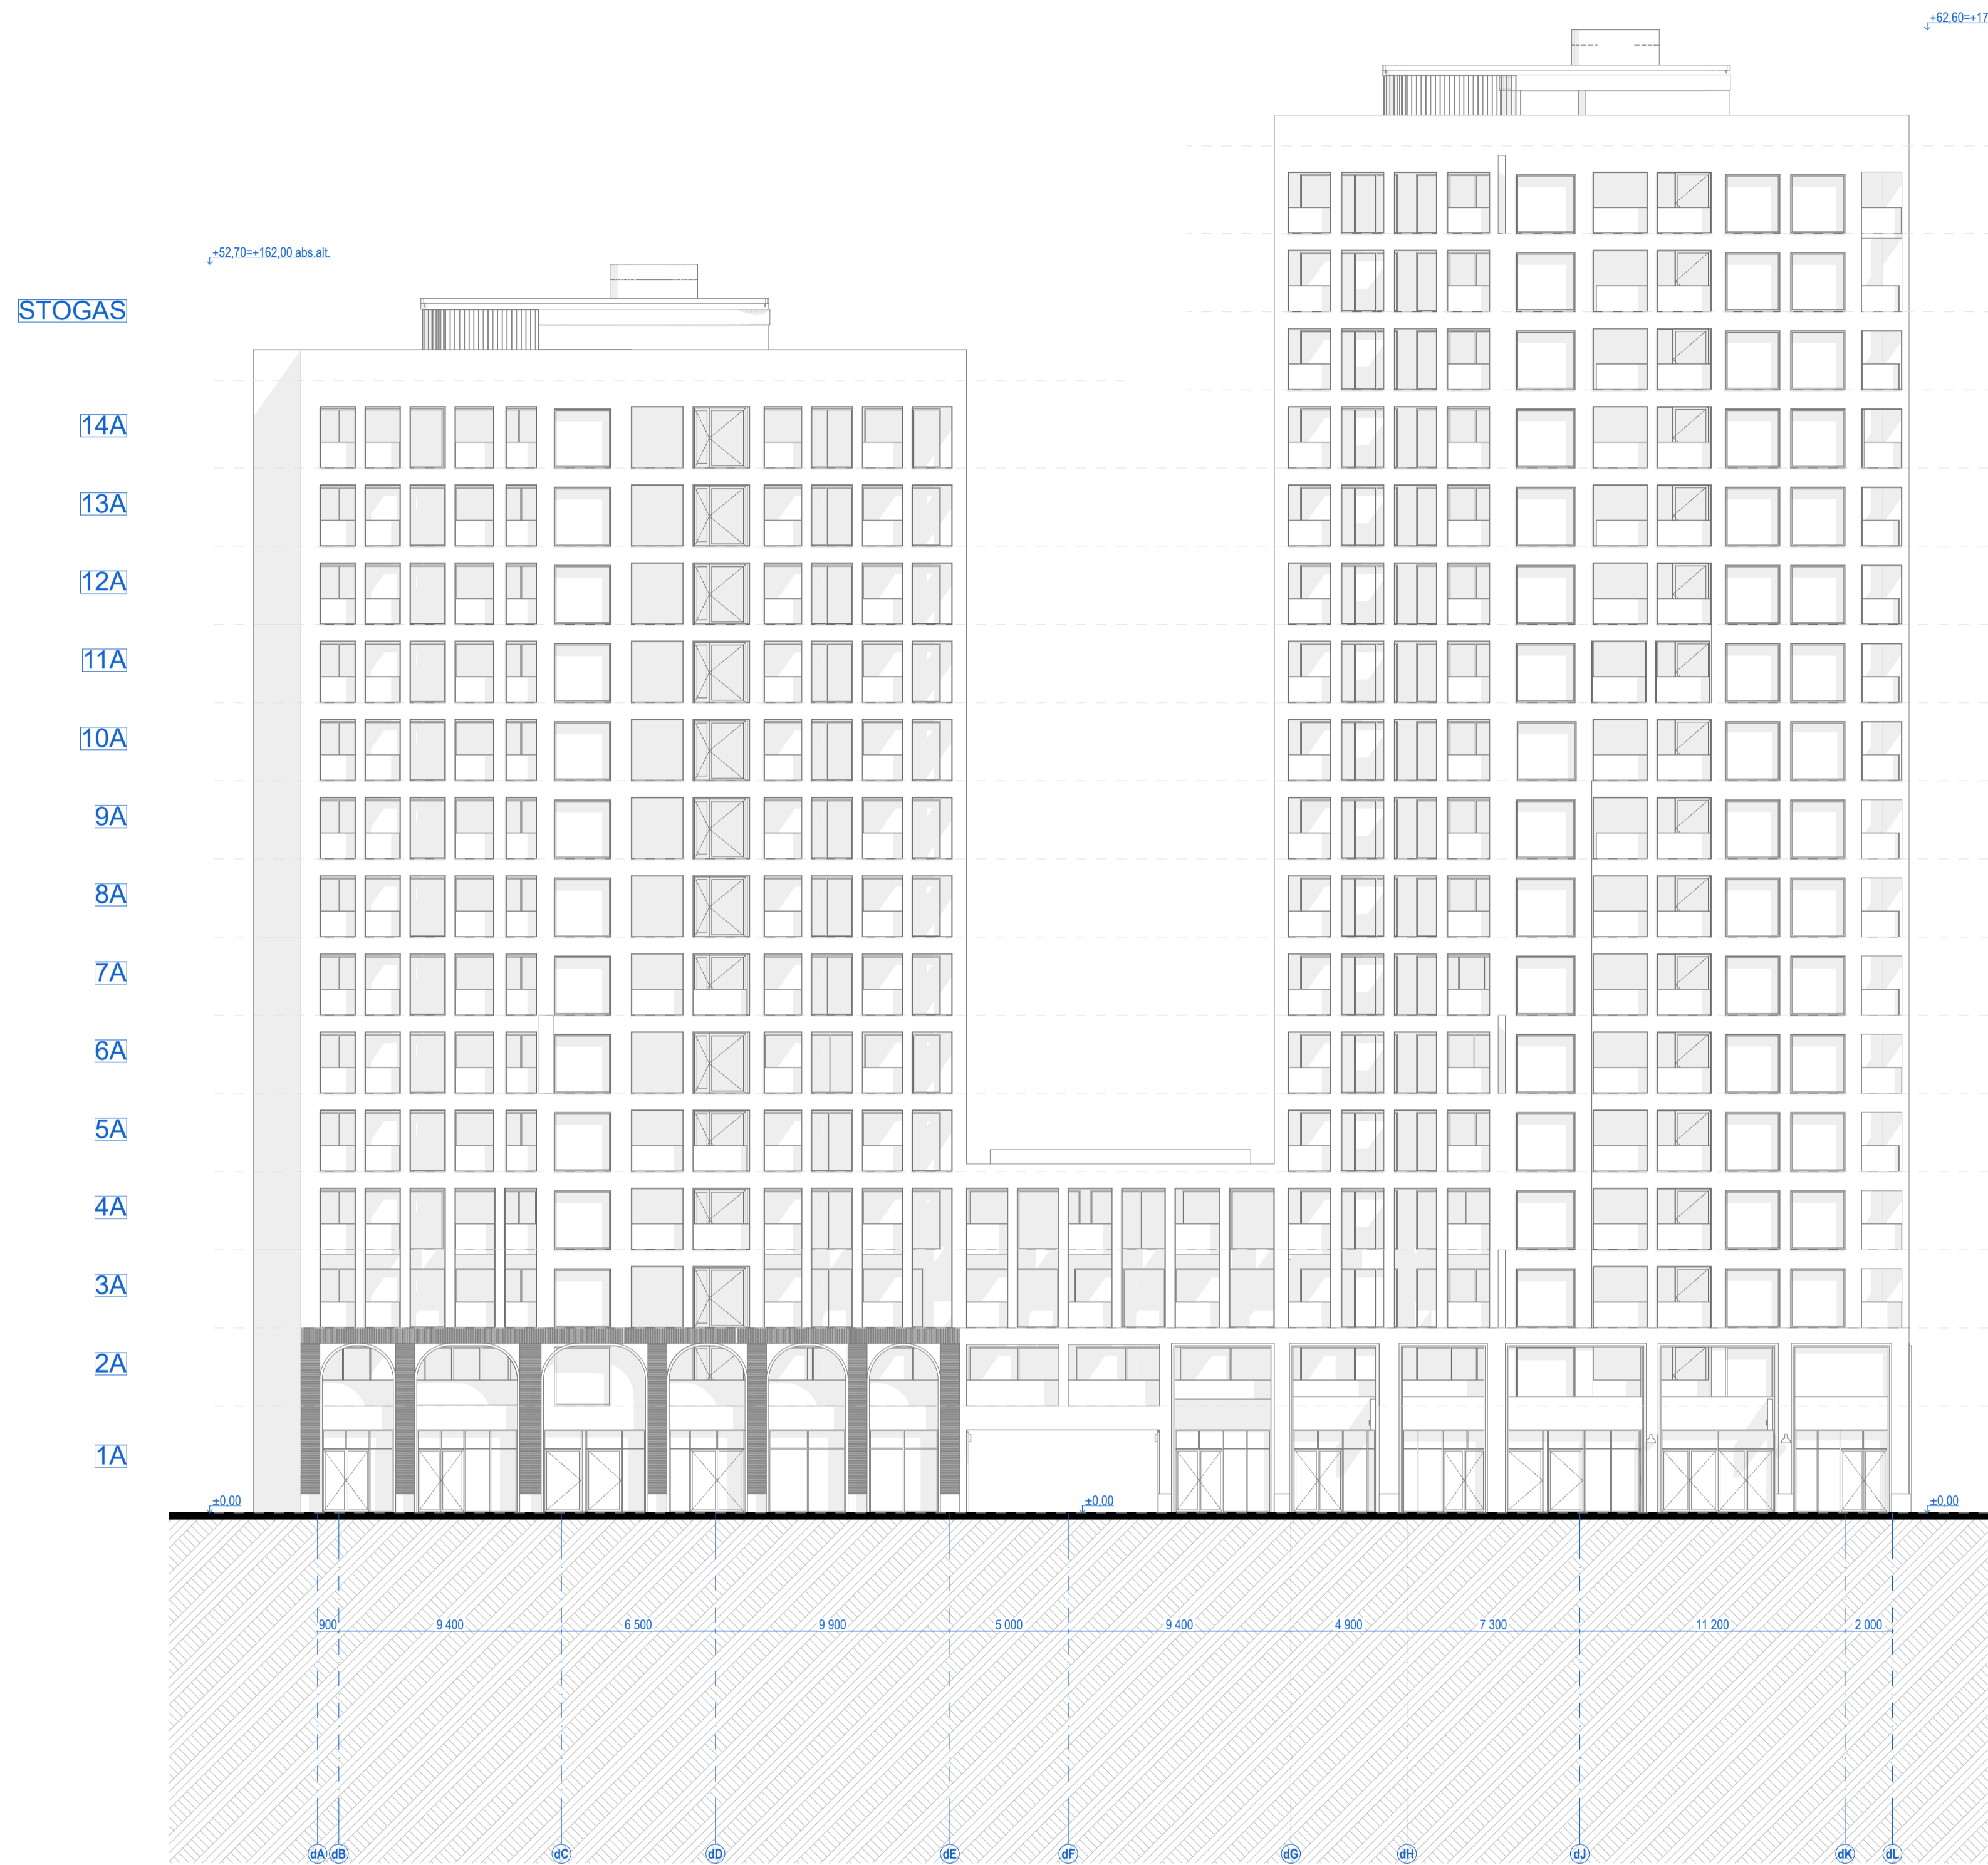 +62,60=+17
+52,70=+162,00 abs.alt.
STOGAS
14A
13A
12A
11A
10A
9A
8A
7A
6A
5A
4A
3A
2A
1A
±0,00
±0,00
±0,00
900
9 400
6 500
9 900
5 000
9 400
4 900
7 300
11 200
2 000
dA
dB
dC
dD
dE
dF
dG
dH
dJ
dK
dL